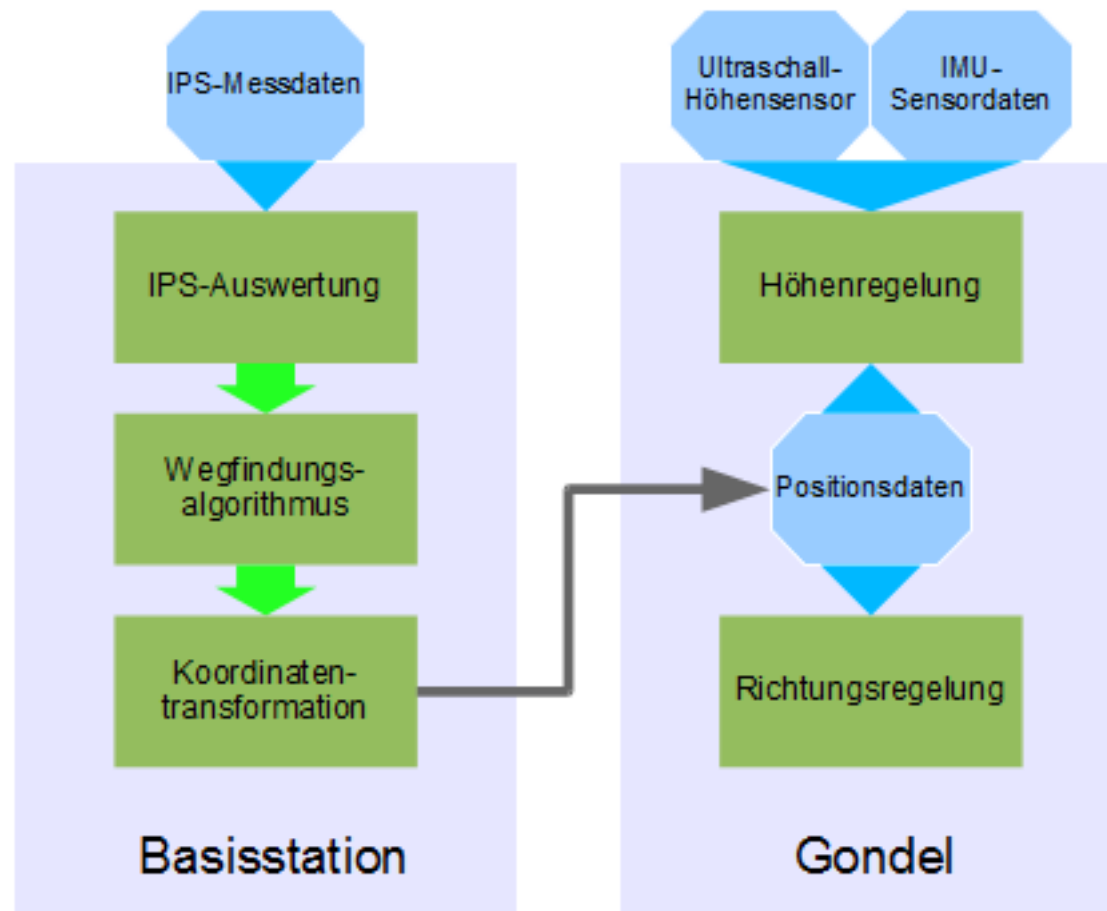 IPS-Messdaten
IPS-Auswertung
Wegfindungs-
algorithmus
Koordinaten-
transformation
Basisstation
Ultraschall-
Höhensensor
IMU-
Sensordaten
Höhenregelung
Positionsdaten
Richtungsregelung
Gondel